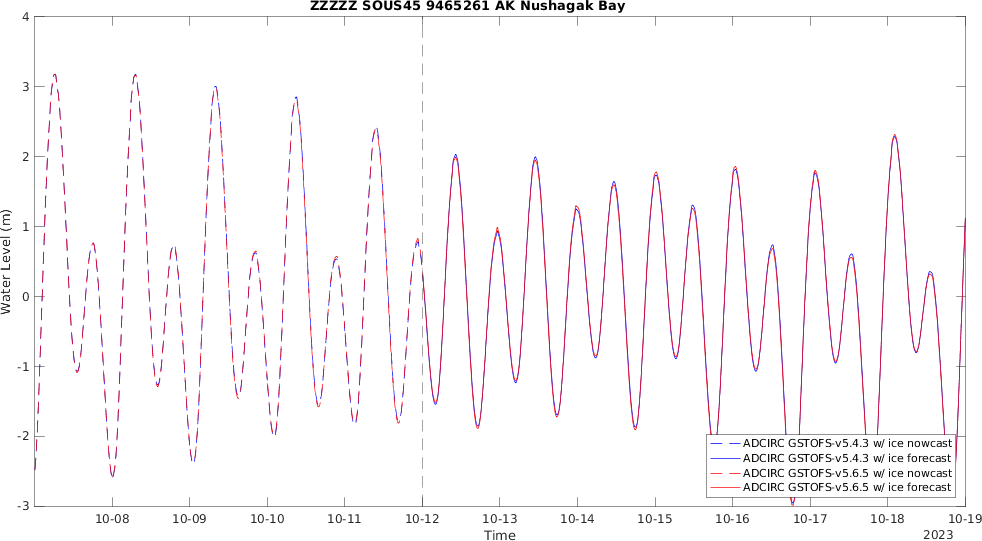 ZZZZZ SOUS45 9465261 AK Nushagak Bay
4
3
2
1
0
-1
-2
-3
Water Level (m)
ADCIRC GSTOFS-v5.4.3 w/ ice nowcast
ADCIRC GSTOFS-v5.4.3 w/ ice forecast
ADCIRC GSTOFS-v5.6.5 w/ ice nowcast
ADCIRC GSTOFS-v5.6.5 w/ ice forecast
10-08 10-09 10-10 10-11 10-12 10-13 10-14 10-15 10-16 10-17 10-18 10-19
Time 2023